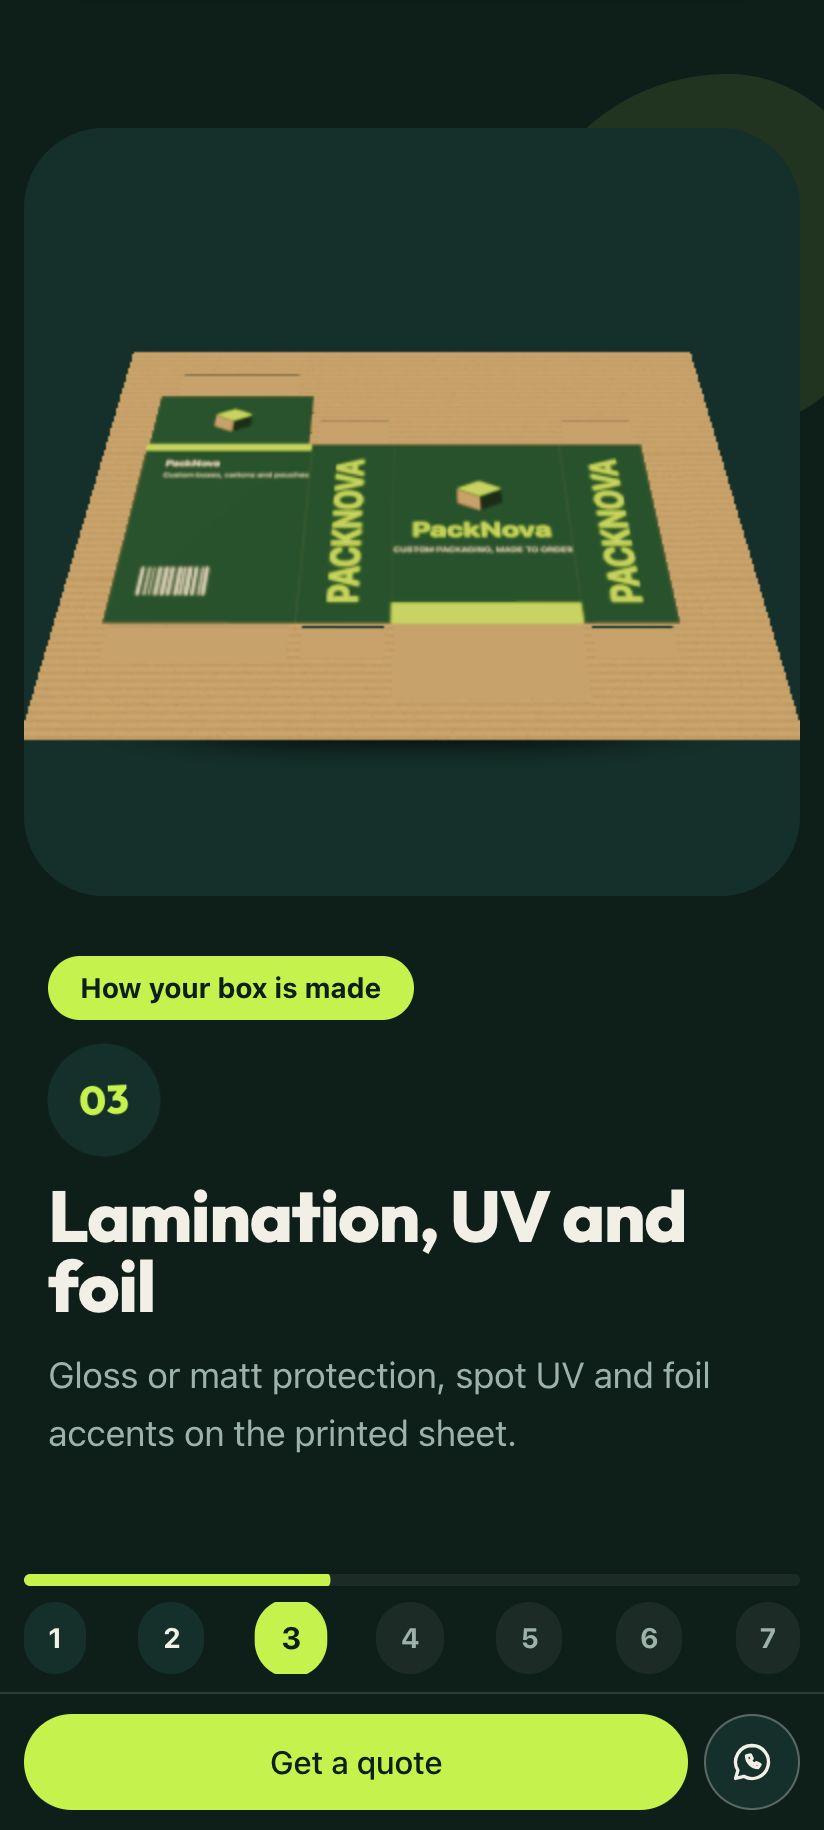 PackNova
Custom boxes, cartons and pouches
PACKNOVA
PackNova
CUSTOM PACKAGING, MADE TO ORDER
PACKNOVA
How your box is made
03
Lamination, UV and
foil
Gloss or matt protection, spot UV and foil
accents on the printed sheet.
1 2 3 4 5 6 7
Get a quote